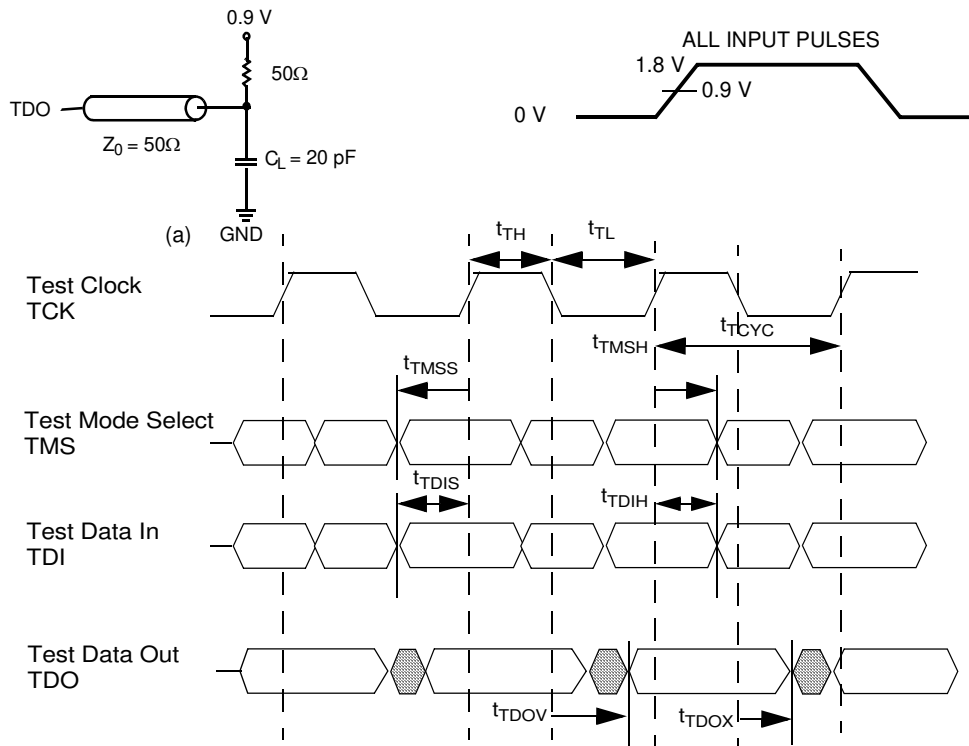 0.9 V
50Ω
TDO
Z0 = 50Ω
CL = 20 pF
(a)
GND
ALL INPUT PULSES
1.8 V
0.9 V
0 V
tTH
tTL
Test Clock
TCK
tTCYC
tTMSH
tTMSS
Test Mode Select
TMS
tTDIS
tTDIH
Test Data In
TDI
Test Data Out
TDO
tTDOV
tTDOX